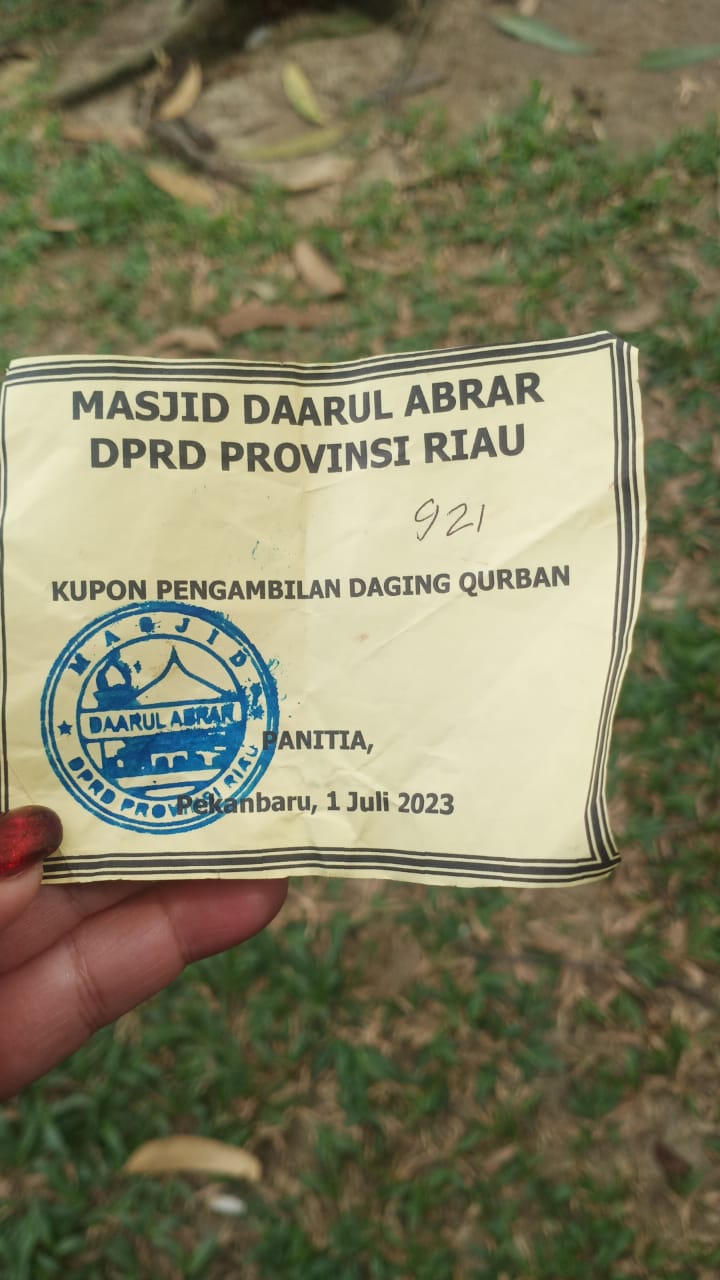 MASJID DAARUL ABRAR
DPRD PROVINSI RIAU
921
KUPON PENGAMBILAN DAGING QURBAN
MASJID
DAARUL ABRAR
DPRD PROVINSI RIAU
PANITIA,
Pekanbaru, 1 Juli 2023